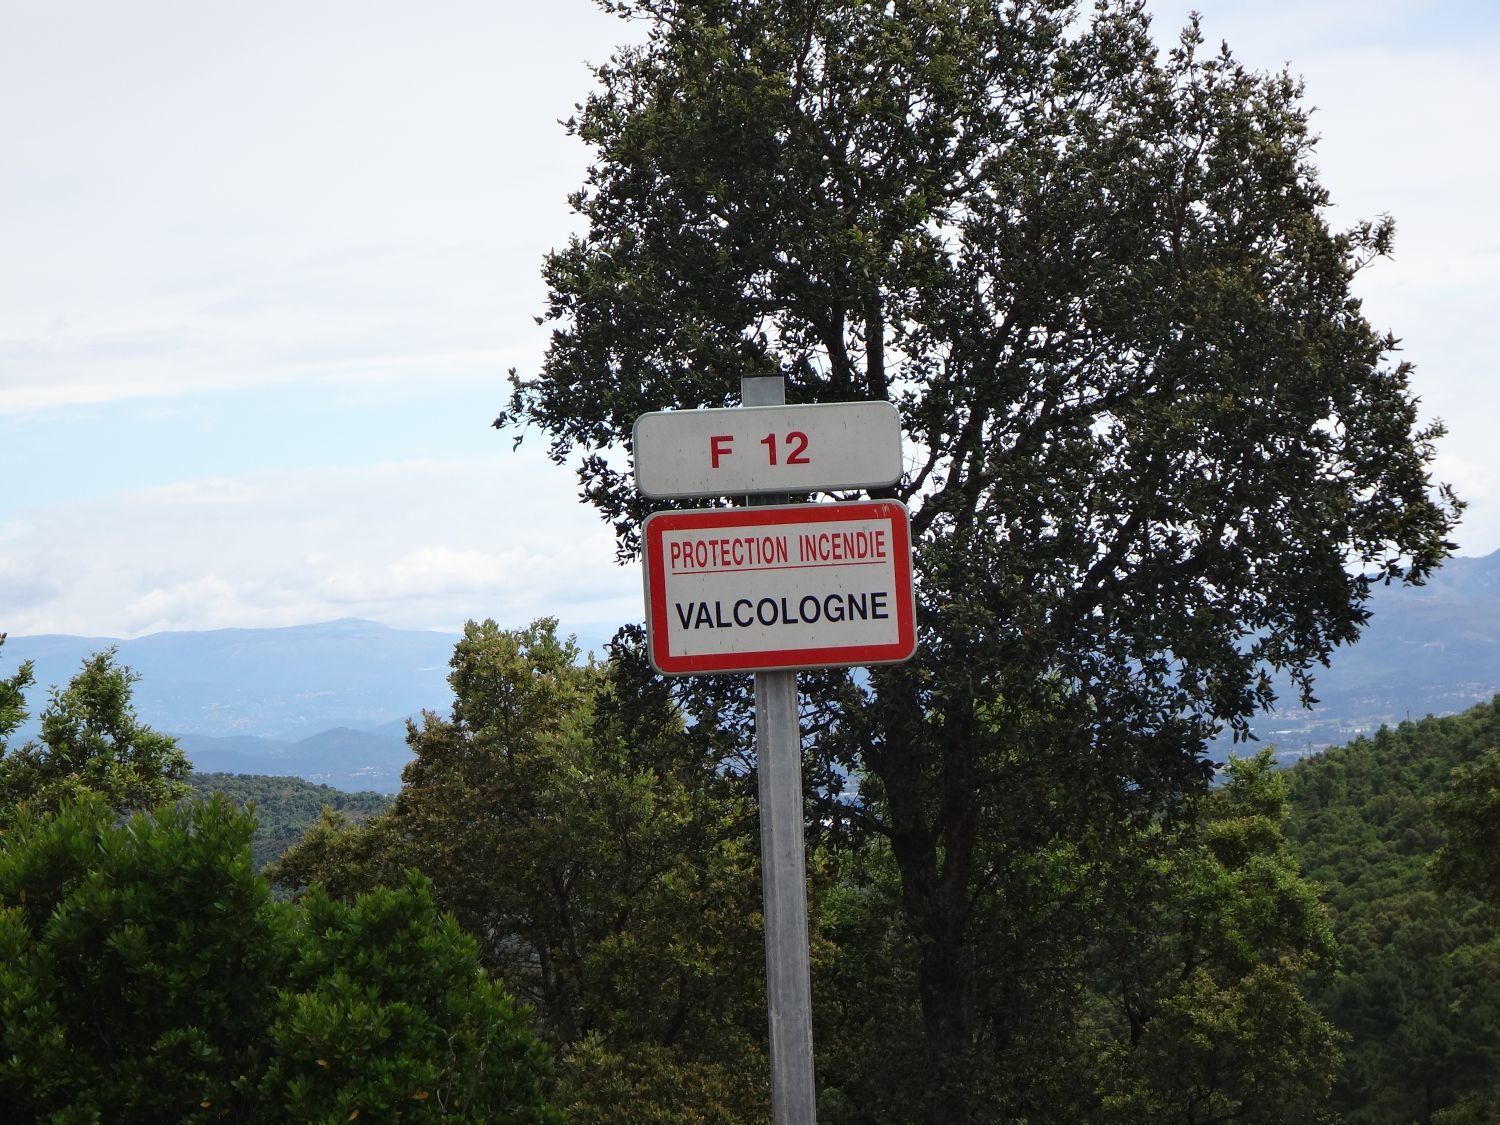 F 12
PROTECTION INCENDIE
VALCOLOGNE